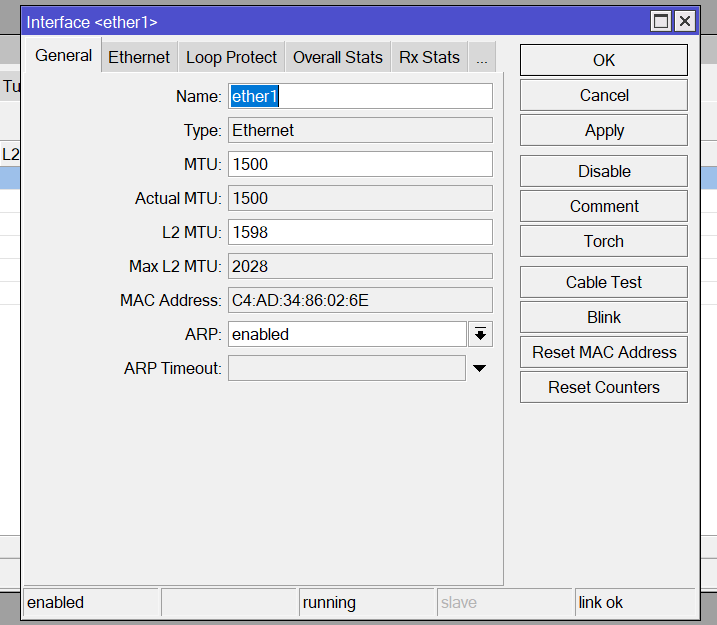 Interface <ether1>
General Ethernet Loop Protect Overall Stats Rx Stats ...
Name: ether1
Type: Ethernet
MTU: 1500
Actual MTU: 1500
L2 MTU: 1598
Max L2 MTU: 2028
MAC Address: C4:AD:34:86:02:6E
ARP: enabled
ARP Timeout:
OK
Cancel
Apply
Disable
Comment
Torch
Cable Test
Blink
Reset MAC Address
Reset Counters
enabled running slave link ok
Tu
L2